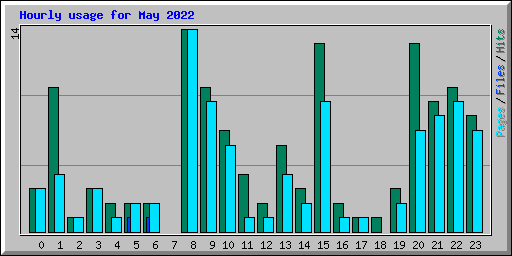 Hourly usage for May 2022
14
Pages / Files / Hits
0 1 2 3 4 5 6 7 8 9 10 11 12 13 14 15 16 17 18 19 20 21 22 23